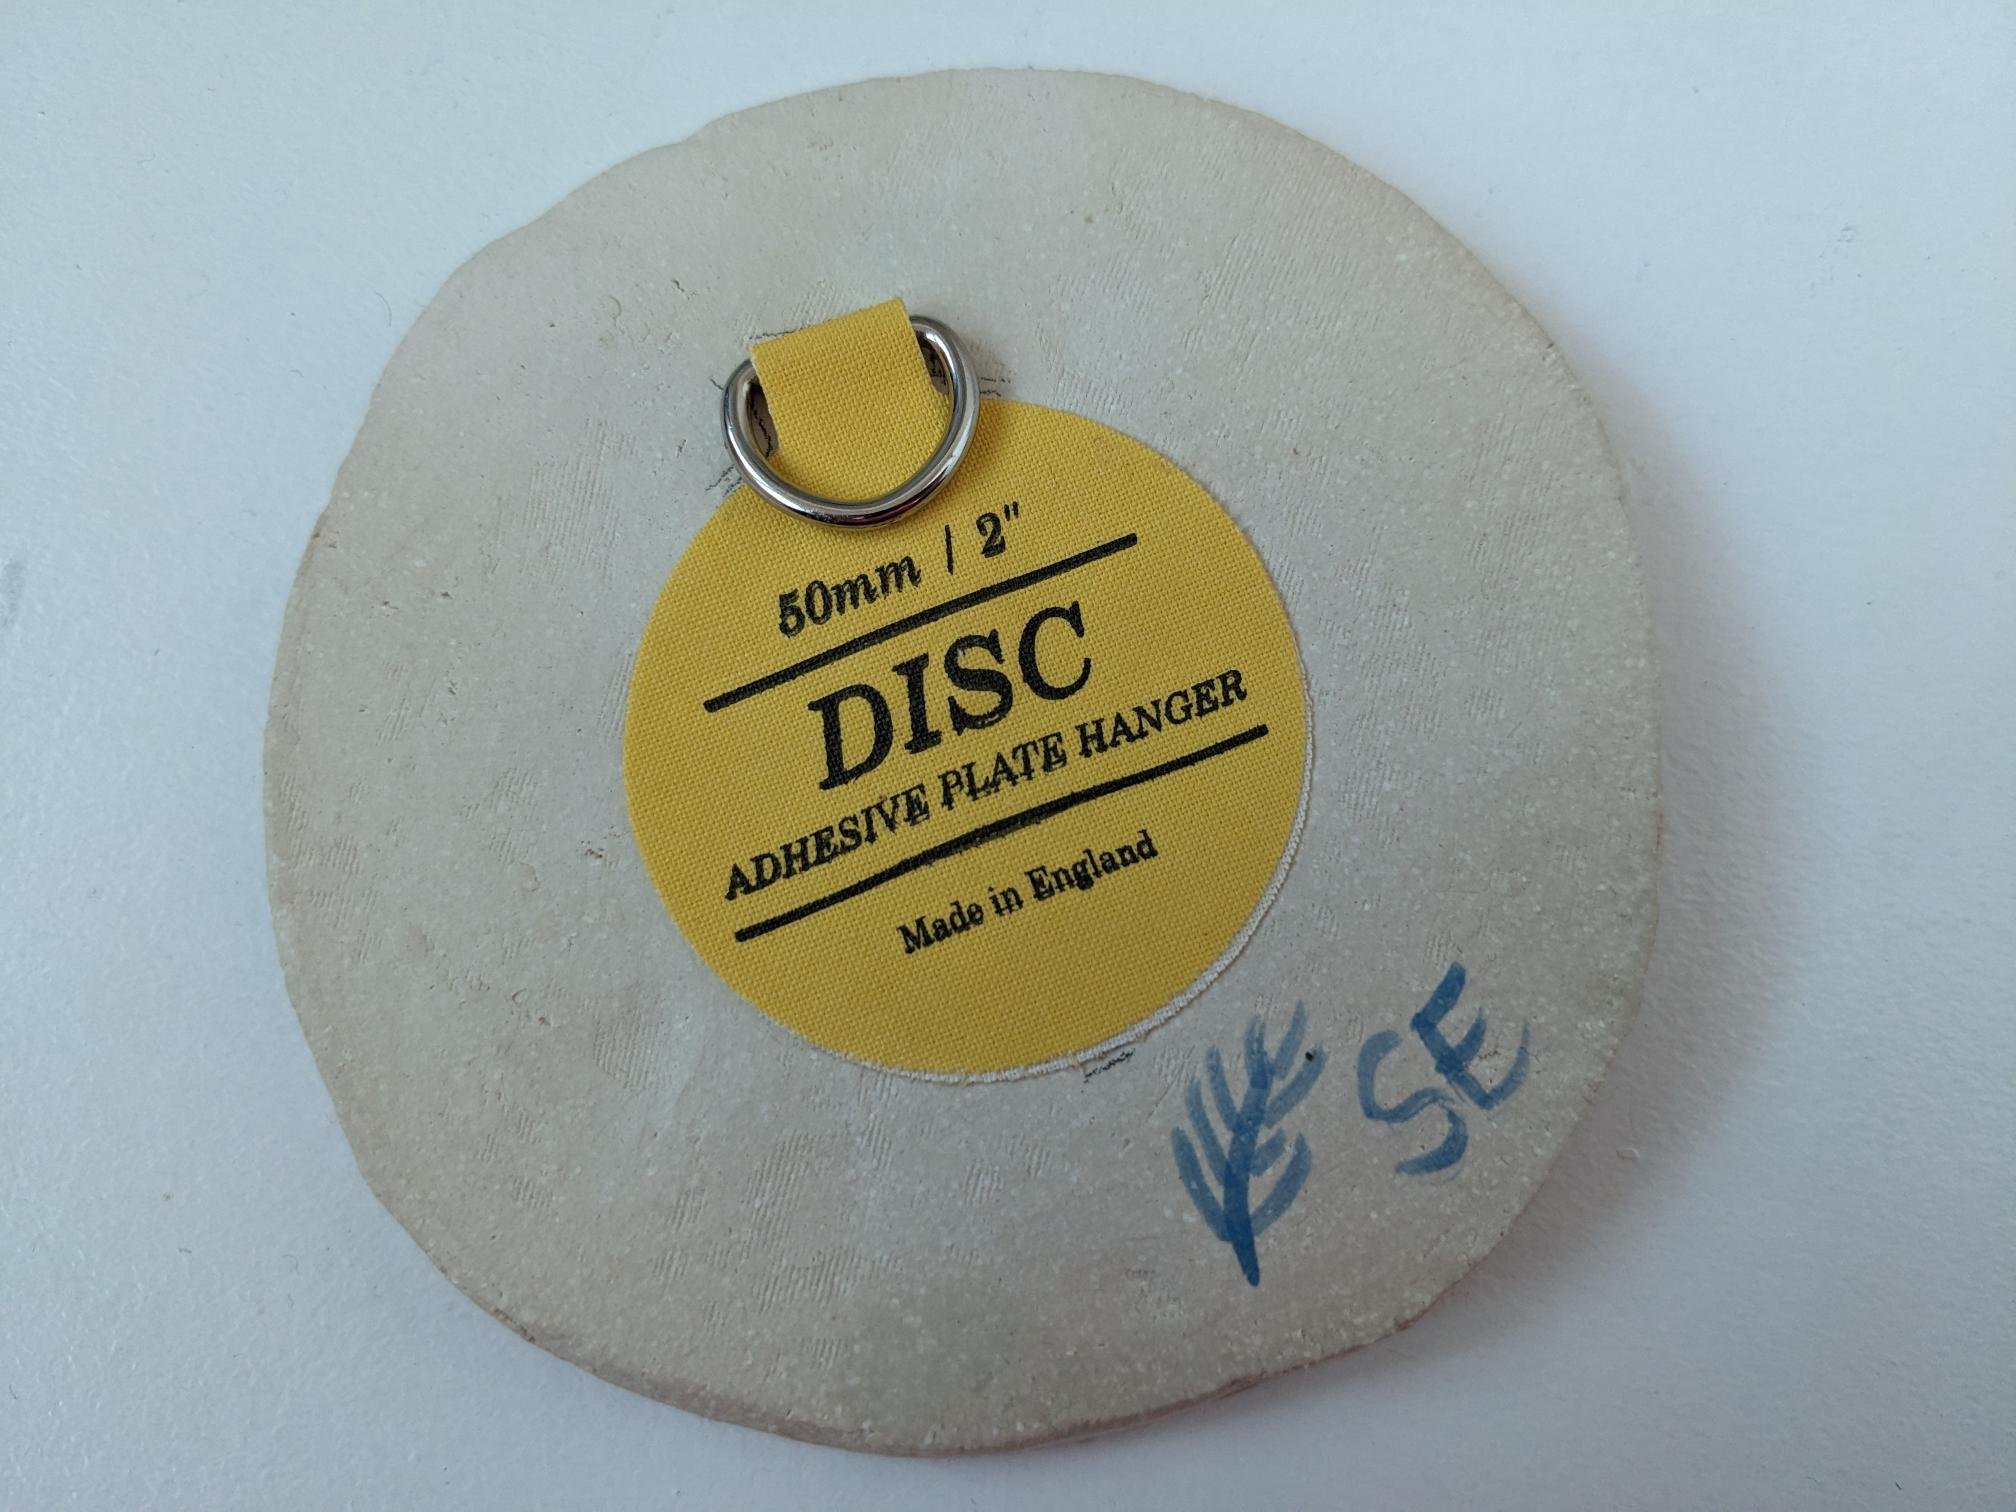 50mm / 2"
DISC
ADHESIVE PLATE HANGER
Made in England
SE